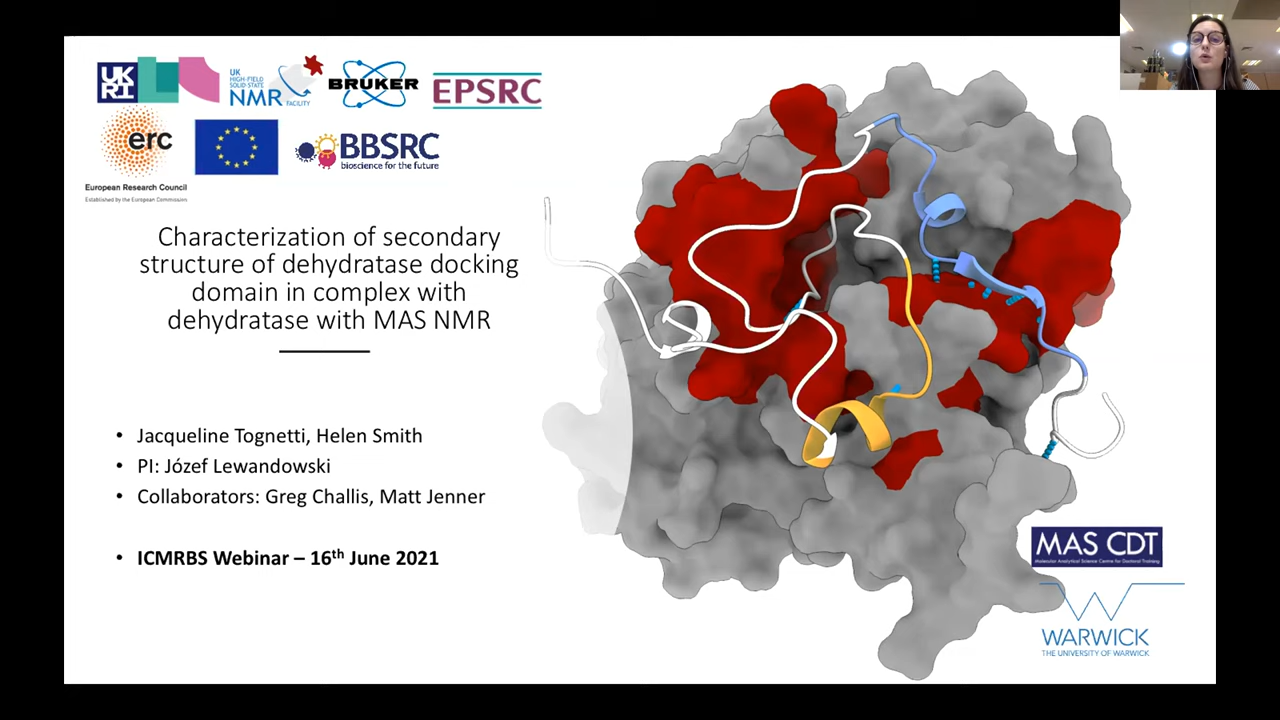 UK
RI
UK
HIGH-FIELD
SOLID-STATE
NMR
FACILITY
BRUKER
EPSRC
erc
European Research Council
Established by the European Commission
BBSRC
bioscience for the future
Characterization of secondary
structure of dehydratase docking
domain in complex with
dehydratase with MAS NMR
• Jacqueline Tognetti, Helen Smith
• PI: Józef Lewandowski
• Collaborators: Greg Challis, Matt Jenner
• ICMRBS Webinar – 16th June 2021
MAS CDT
Molecular Analytical Science Centre for Doctoral Training
WARWICK
THE UNIVERSITY OF WARWICK